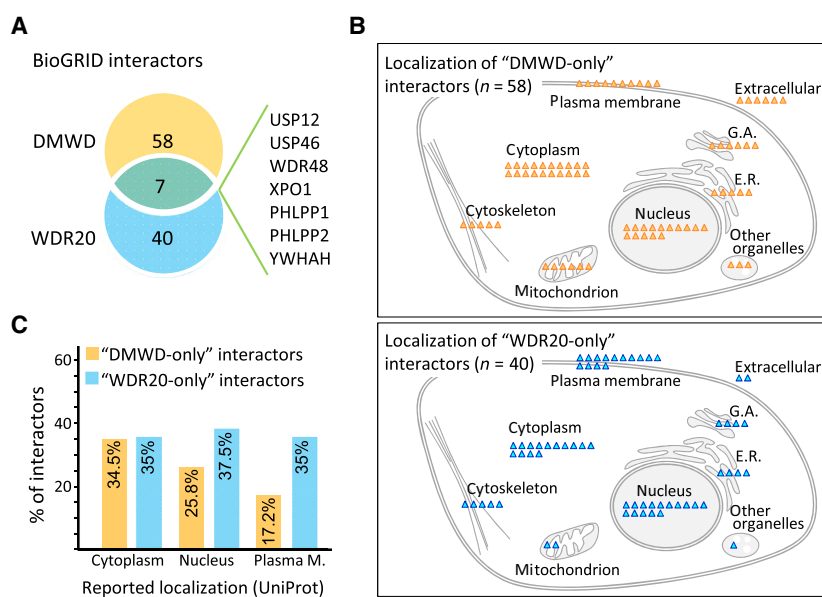 A
BioGRID interactors
DMWD
58
7
WDR20
40
USP12
USP46
WDR48
XPO1
PHLPP1
PHLPP2
YWHAH
B
Localization of “DMWD-only”
interactors (n = 58)
Plasma membrane
Extracellular
G.A.
Cytoplasm
E.R.
Cytoskeleton
Nucleus
Other
organelles
Mitochondrion
Localization of “WDR20-only”
interactors (n = 40)
Plasma membrane
Extracellular
G.A.
Cytoplasm
E.R.
Cytoskeleton
Nucleus
Other
organelles
Mitochondrion
C
“DMWD-only” interactors
“WDR20-only” interactors
% of interactors
60
40
20
34.5%
35%
25.8%
37.5%
17.2%
35%
Cytoplasm Nucleus Plasma M.
Reported localization (UniProt)